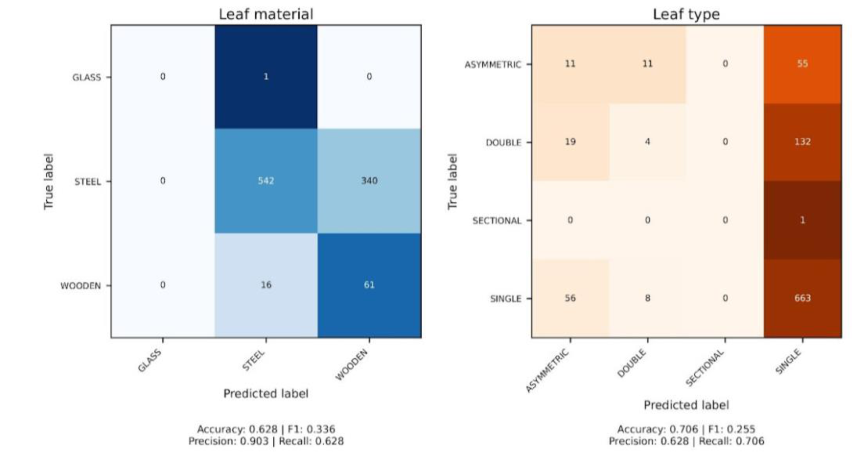 Leaf material
GLASS
0
1
0
STEEL
0
542
340
WOODEN
0
16
61
True label
GLASS
STEEL
WOODEN
Predicted label
Accuracy: 0.628 | F1: 0.336
Precision: 0.903 | Recall: 0.628
Leaf type
ASYMMETRIC
11
11
0
55
DOUBLE
19
4
0
132
SECTIONAL
0
0
0
1
SINGLE
56
8
0
663
True label
ASYMMETRIC
DOUBLE
SECTIONAL
SINGLE
Predicted label
Accuracy: 0.706 | F1: 0.255
Precision: 0.628 | Recall: 0.706